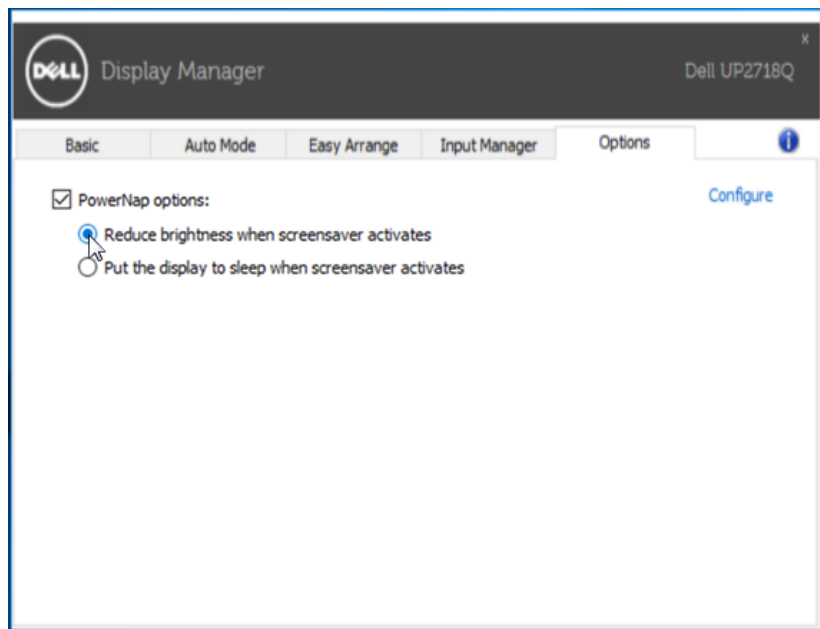 x
DELL Display Manager Dell UP2718Q
Basic Auto Mode Easy Arrange Input Manager Options i
PowerNap options: Configure
Reduce brightness when screensaver activates
Put the display to sleep when screensaver activates